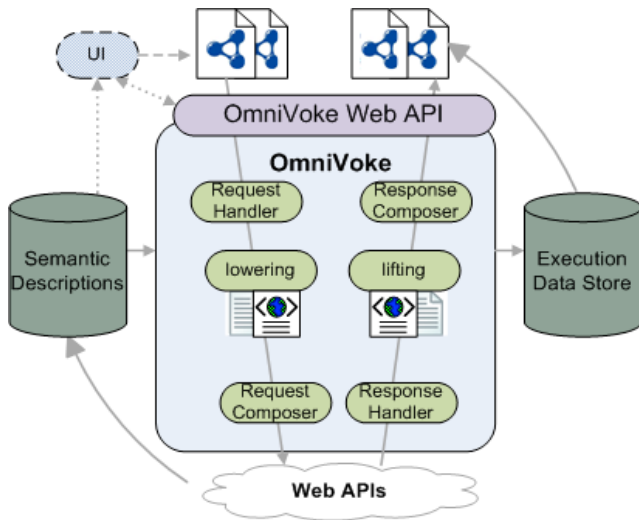 UI
OmniVoke Web API
OmniVoke
Request
Handler
Response
Composer
Semantic
Descriptions
lowering
lifting
Execution
Data Store
<>
<>
Request
Composer
Response
Handler
Web APIs